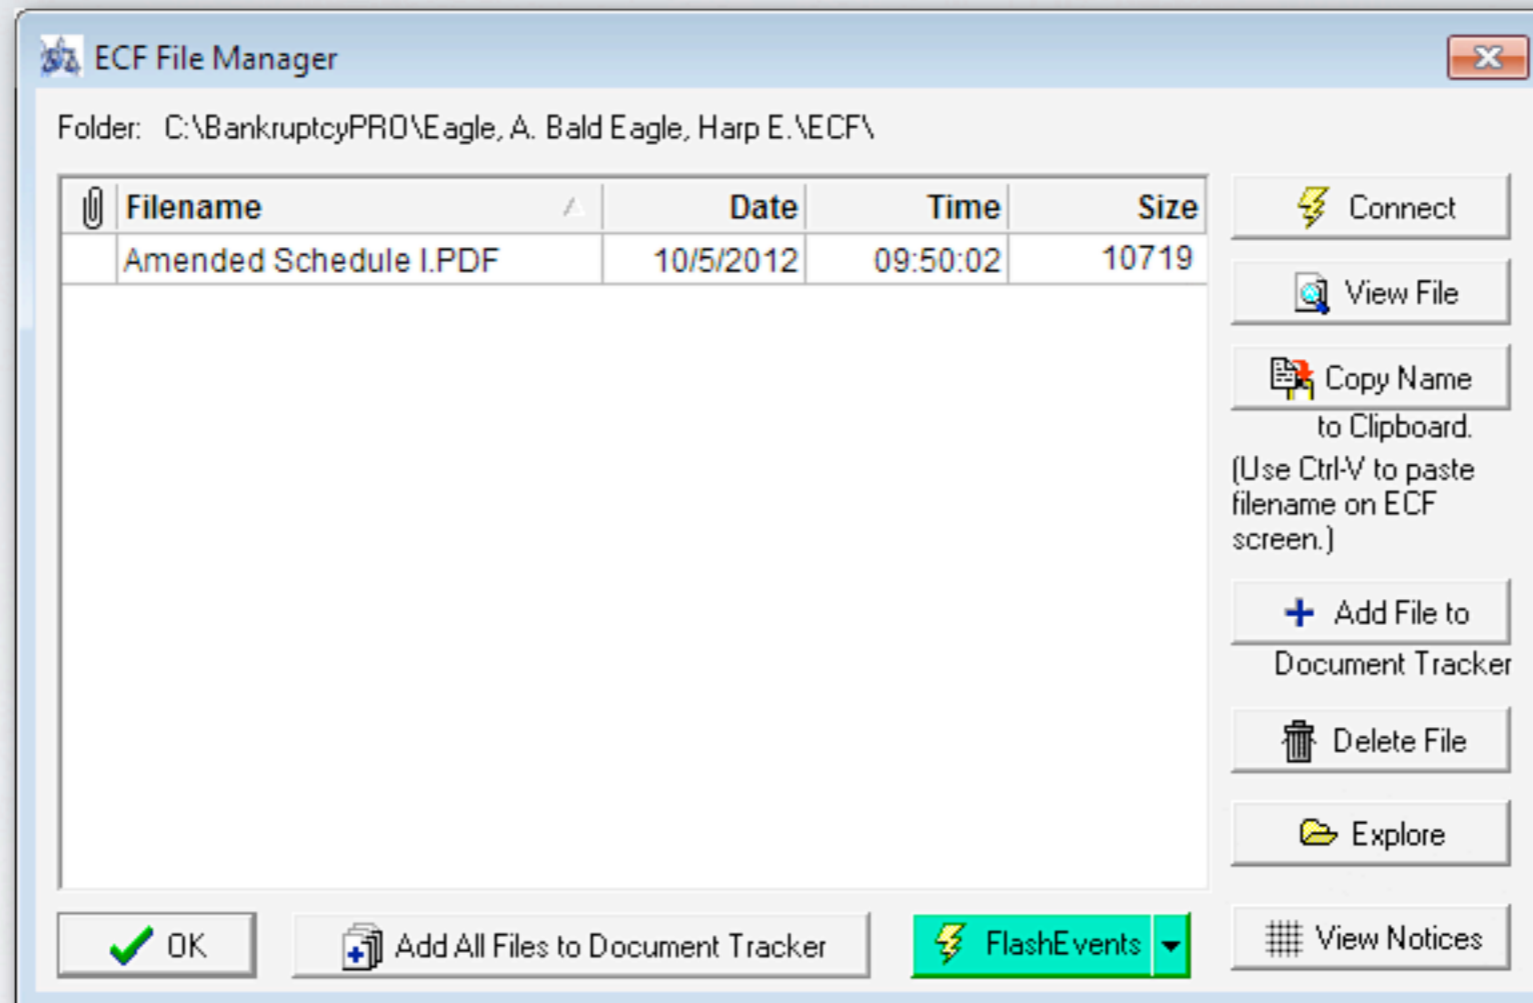 ECF File Manager
Folder: C:\BankruptcyPRO\Eagle, A. Bald Eagle, Harp E.\ECF\
Filename Date Time Size
Amended Schedule I.PDF 10/5/2012 09:50:02 10719
Connect
View File
Copy Name
to Clipboard.
(Use Ctrl-V to paste
filename on ECF
screen.)
Add File to
Document Tracker
Delete File
Explore
View Notices
OK
Add All Files to Document Tracker
FlashEvents